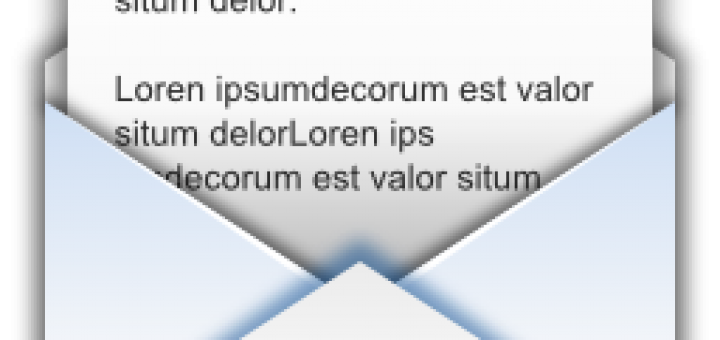 situm delor.
Loren ipsumdecorum est valor
situm delorLoren ips
decorum est valor situm